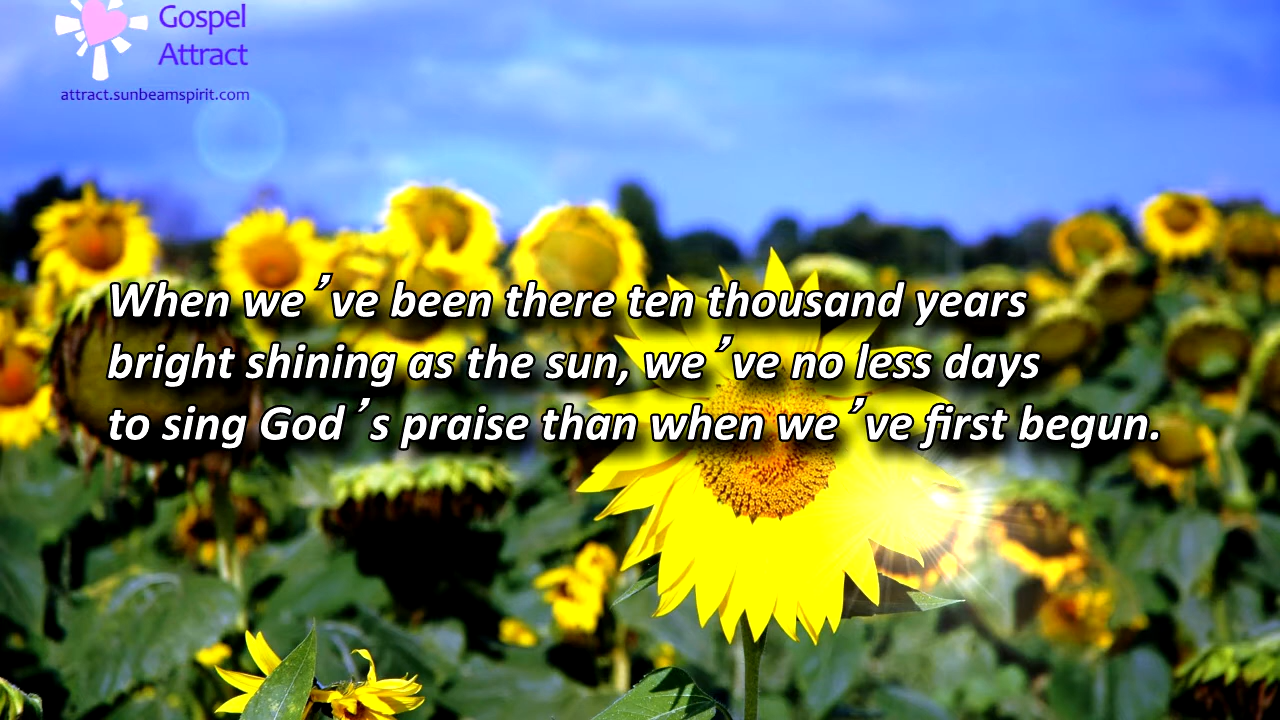 Gospel
Attract
attract.sunbeamspirit.com
When we’ve been there ten thousand years
bright shining as the sun, we’ve no less days
to sing God’s praise than when we’ve first begun.